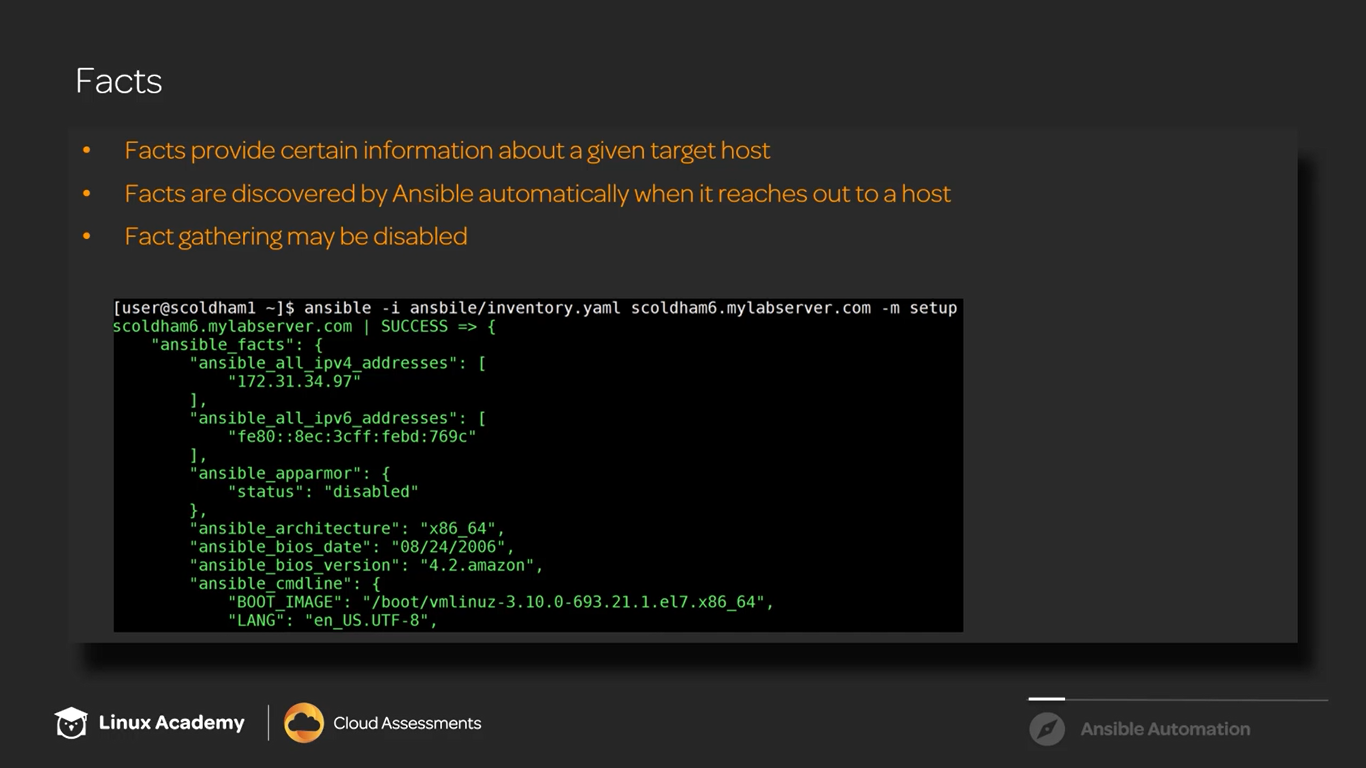 Facts
• Facts provide certain information about a given target host
• Facts are discovered by Ansible automatically when it reaches out to a host
• Fact gathering may be disabled
[user@scoldham1 ~]$ ansible -i ansbile/inventory.yaml scoldham6.mylabserver.com -m setup
scoldham6.mylabserver.com | SUCCESS => {
    "ansible_facts": {
        "ansible_all_ipv4_addresses": [
            "172.31.34.97"
        ],
        "ansible_all_ipv6_addresses": [
            "fe80::8ec:3cff:febd:769c"
        ],
        "ansible_apparmor": {
            "status": "disabled"
        },
        "ansible_architecture": "x86_64",
        "ansible_bios_date": "08/24/2006",
        "ansible_bios_version": "4.2.amazon",
        "ansible_cmdline": {
            "BOOT_IMAGE": "/boot/vmlinuz-3.10.0-693.21.1.el7.x86_64",
            "LANG": "en_US.UTF-8",
Linux Academy
Cloud Assessments
Ansible Automation